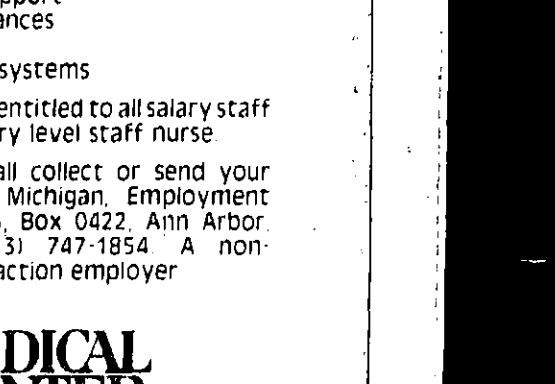 ances
systems
entitled to all salary staff
ry level staff nurse.
all collect or send your
Michigan, Employment
, Box 0422, Ann Arbor,
3) 747-1854. A non-
action employer
DICAL